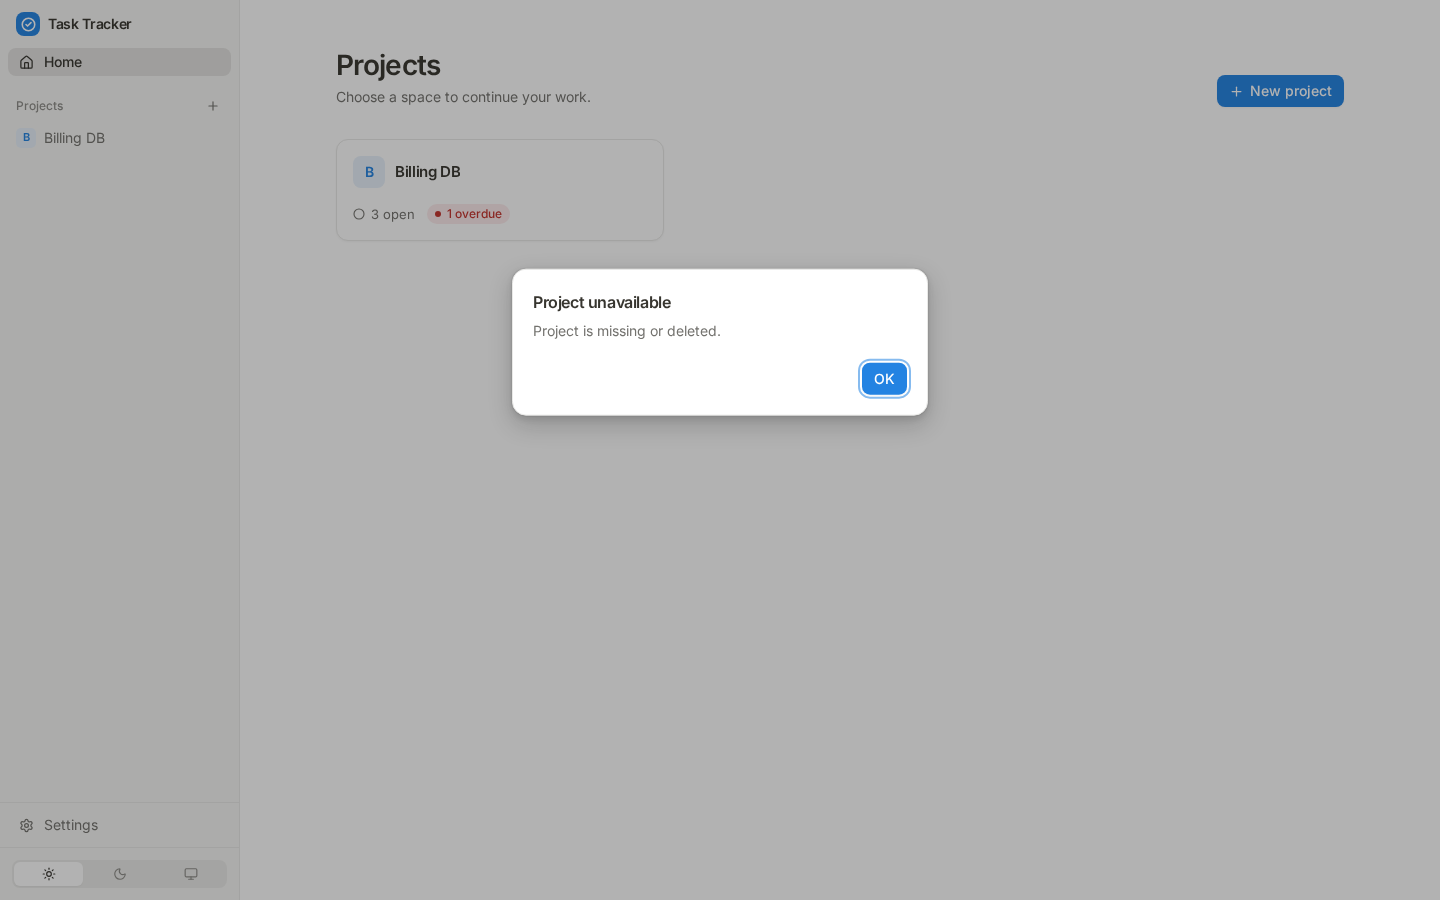 Task Tracker
Home
Projects
B Billing DB
Settings
Projects
Choose a space to continue your work.
New project
B Billing DB
3 open 1 overdue
Project unavailable
Project is missing or deleted.
OK